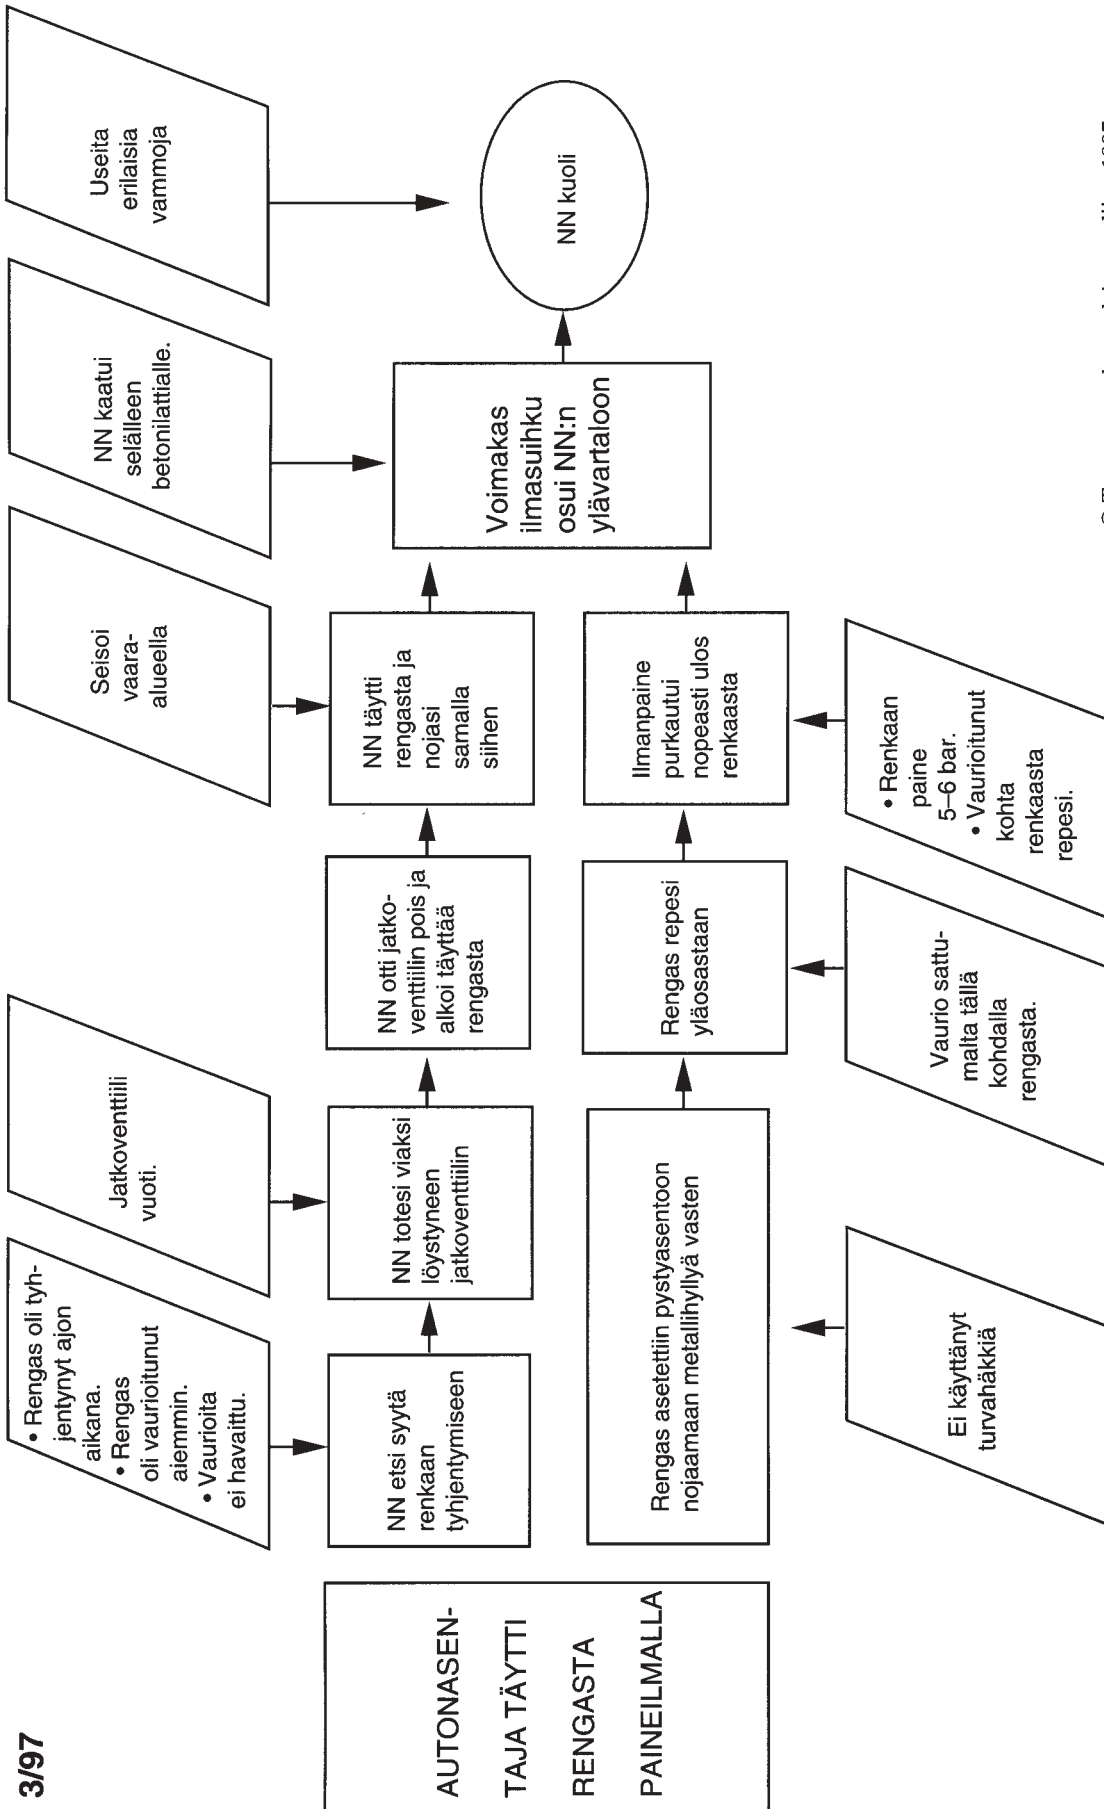 3/97
• Rengas oli tyh-
jentynyt ajon
aikana.
• Rengas
oli vaurioitunut
aiemmin.
• Vaurioita
ei havaittu.
Jatkoventtiili
vuoti.
Seisoi
vaara-
alueella
NN kaatui
selälleen
betonilattialle.
Useita
erilaisia
vammoja
AUTONASEN-
TAJA TÄYTTI
RENGASTA
PAINEILMALLA
NN etsi syytä
renkaan
tyhjentymiseen
NN totesi viaksi
löystyneen
jatkoventtiilin
NN otti jatko-
venttiilin pois ja
alkoi täyttää
rengasta
NN täytti
rengasta ja
nojasi
samalla
siihen
Voimakas
ilmasuihku
osui NN:n
ylävartaloon
NN kuoli
Rengas asetettiin pystyasentoon
nojaamaan metallihyllyä vasten
Rengas repesi
yläosastaan
Ilmanpaine
purkautui
nopeasti ulos
renkaasta
Ei käyttänyt
turvahäkkiä
Vaurio sattu-
malta tällä
kohdalla
rengasta.
• Renkaan
paine
5–6 bar.
• Vaurioitunut
kohta
renkaasta
repesi.